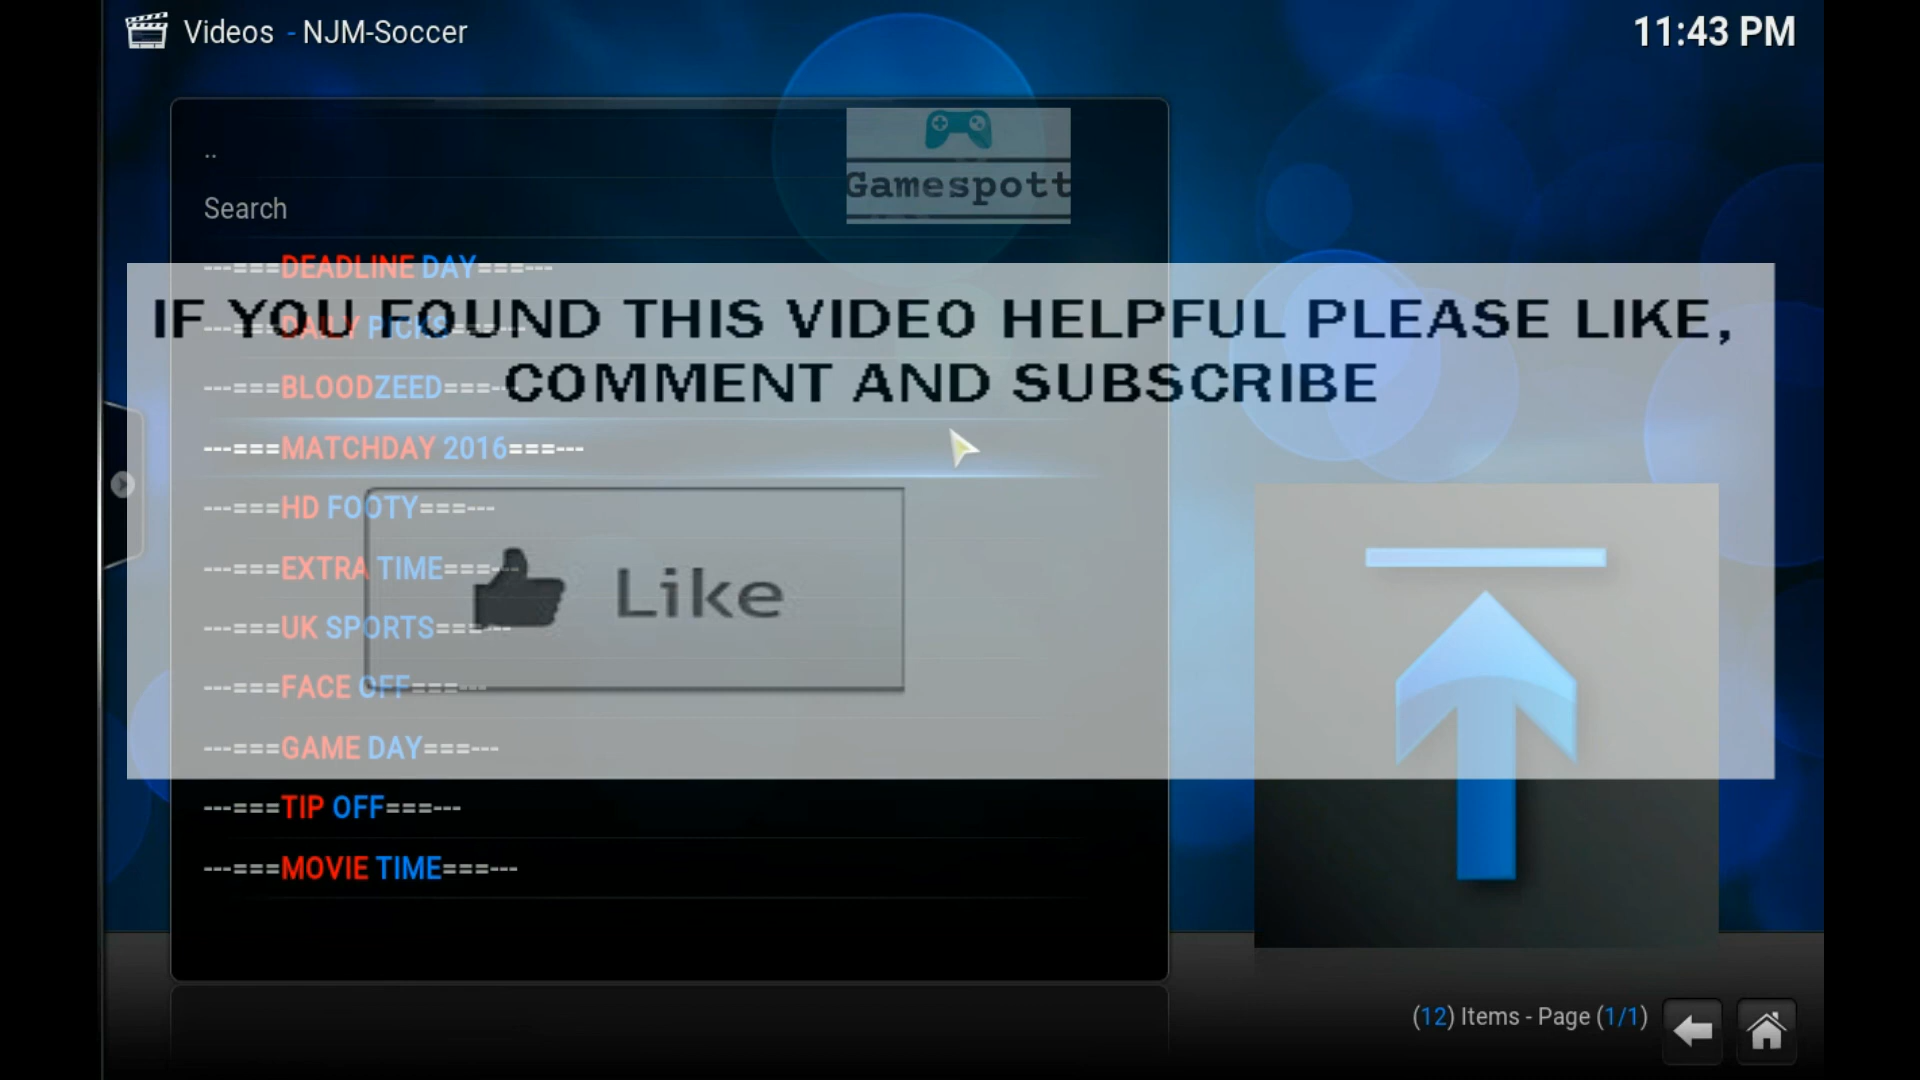 Videos - NJM-Soccer
11:43 PM
..
Gamespott
Search
---===DEADLINE DAY===---
IF YOU FOUND THIS VIDEO HELPFUL PLEASE LIKE,
COMMENT AND SUBSCRIBE
---===DAILY PICKS===---
---===BLOODZEED===---
---===MATCHDAY 2016===---
---===HD FOOTY===---
---===EXTRA TIME===---
Like
---===UK SPORTS===---
---===FACE OFF===---
---===GAME DAY===---
---===TIP OFF===---
---===MOVIE TIME===---
(12) Items - Page (1/1)